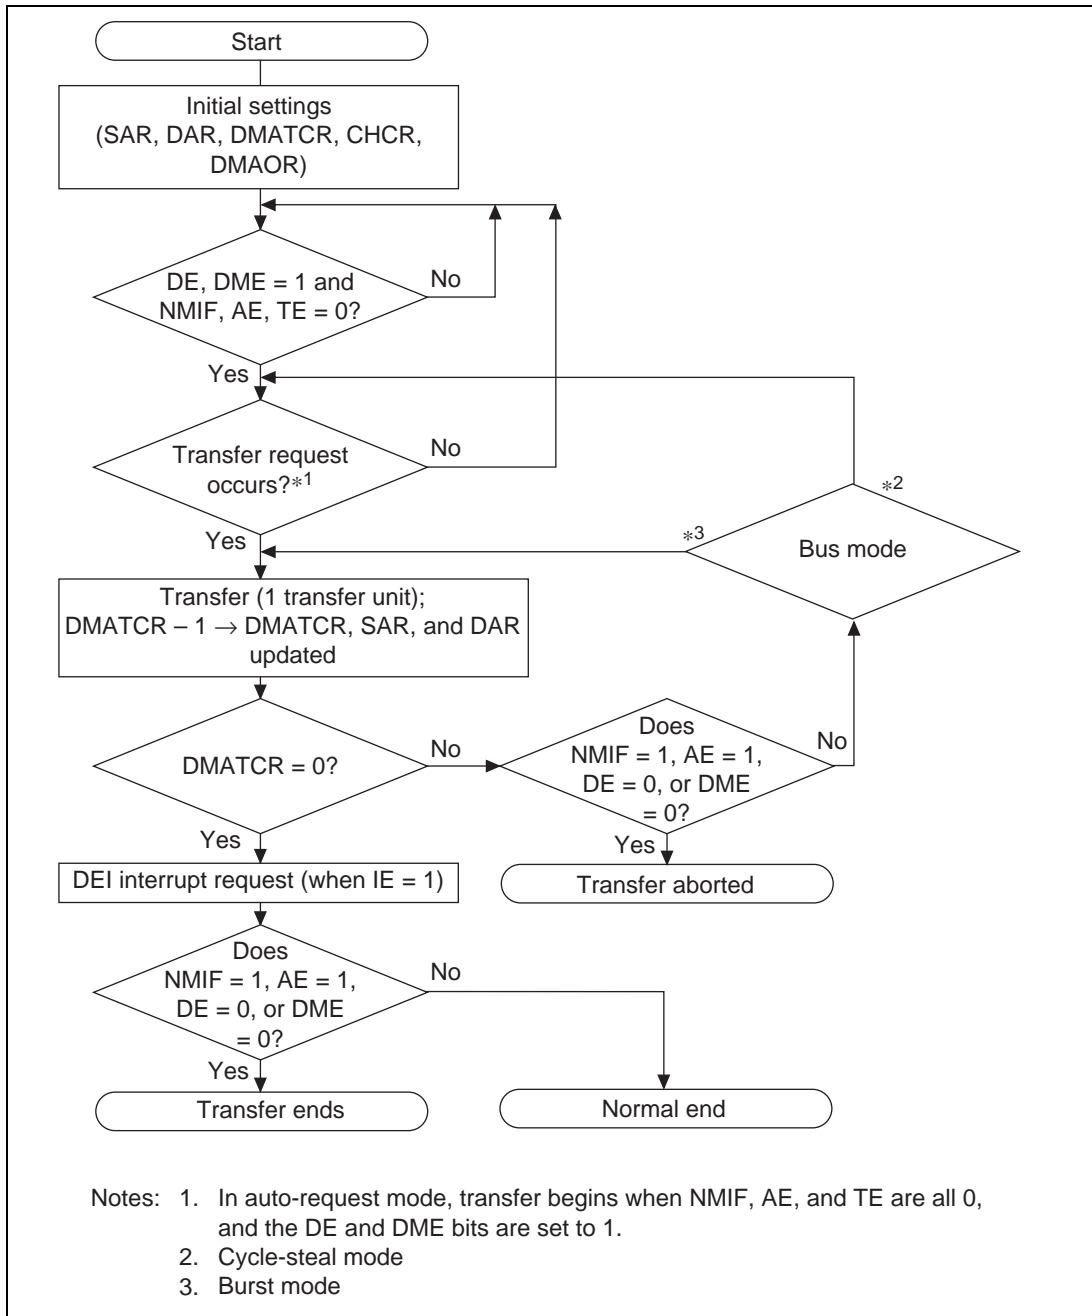 Start
Initial settings
(SAR, DAR, DMATCR, CHCR,
DMAOR)
DE, DME = 1 and
NMIF, AE, TE = 0?
No
Yes
Transfer request
occurs?*1
No
Yes
*2
*3
Bus mode
Transfer (1 transfer unit);
DMATCR – 1 → DMATCR, SAR, and DAR
updated
DMATCR = 0?
No
Does
NMIF = 1, AE = 1,
DE = 0, or DME
= 0?
No
Yes
Yes
DEI interrupt request (when IE = 1)
Transfer aborted
Does
NMIF = 1, AE = 1,
DE = 0, or DME
= 0?
No
Yes
Transfer ends
Normal end
Notes: 1. In auto-request mode, transfer begins when NMIF, AE, and TE are all 0,
and the DE and DME bits are set to 1.
2. Cycle-steal mode
3. Burst mode